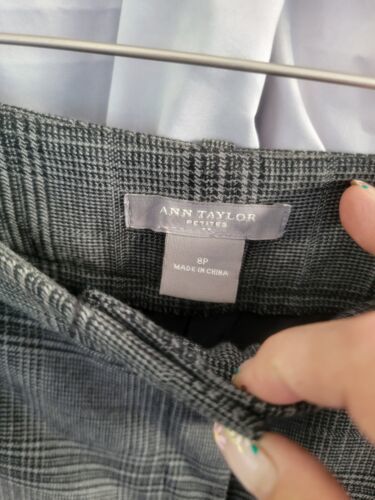 ANN TAYLOR
PETITES
8P
MADE IN CHINA